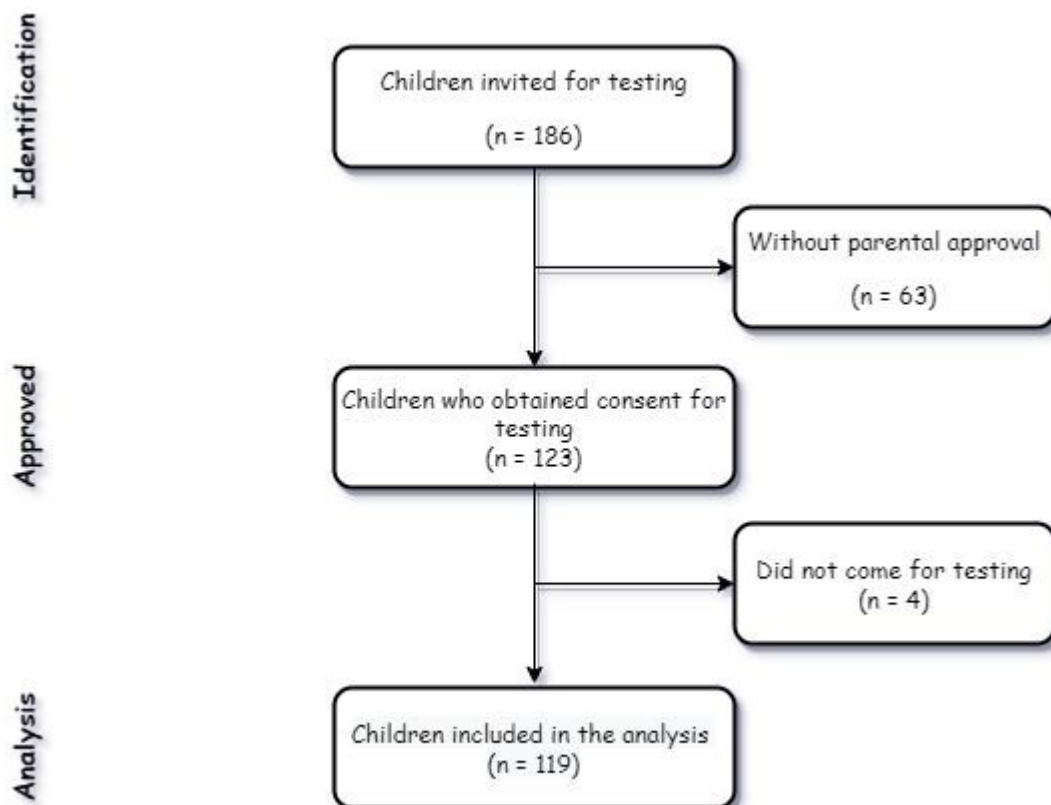 Identification
Children invited for testing
(n = 186)
Without parental approval
(n = 63)
Approved
Children who obtained consent for
testing
(n = 123)
Did not come for testing
(n = 4)
Analysis
Children included in the analysis
(n = 119)